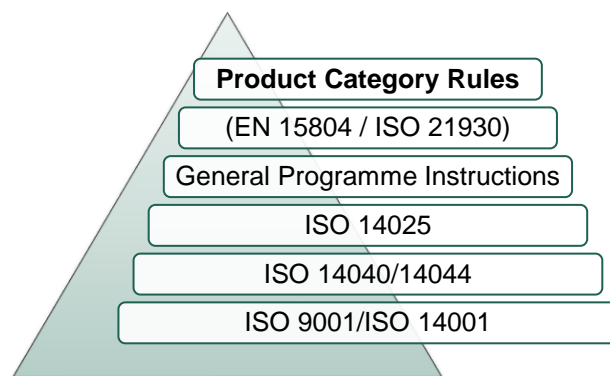 Product Category Rules
(EN 15804 / ISO 21930)
General Programme Instructions
ISO 14025
ISO 14040/14044
ISO 9001/ISO 14001